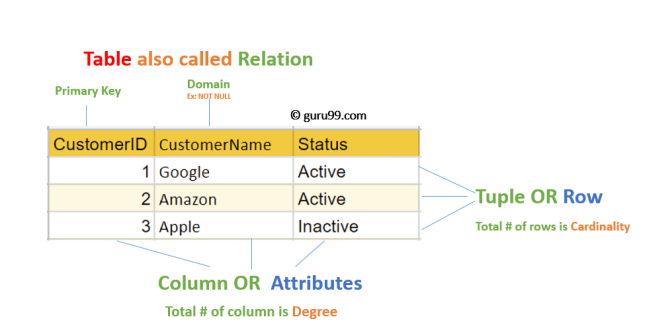 Table also called Relation
Primary Key
Domain
Ex: NOT NULL
© guru99.com
CustomerID CustomerName Status
1 Google Active
2 Amazon Active
3 Apple Inactive
Tuple OR Row
Total # of rows is Cardinality
Column OR Attributes
Total # of column is Degree